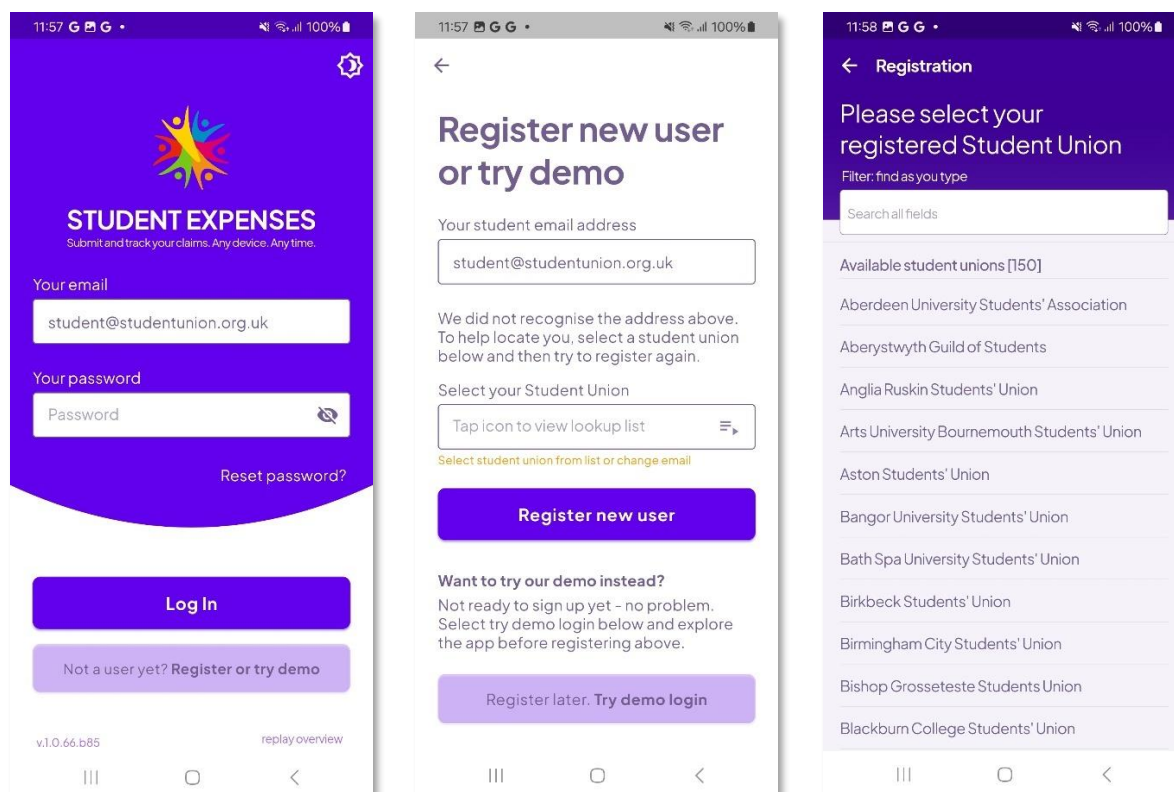 11:57 G G •
100%
STUDENT EXPENSES
Submit and track your claims. Any device. Any time.
Your email
student@studentunion.org.uk
Your password
Password
Reset password?
Log In
Not a user yet? Register or try demo
v.1.0.66.b85
replay overview
11:57 G G •
100%
Register new user
or try demo
Your student email address
student@studentunion.org.uk
We did not recognise the address above.
To help locate you, select a student union
below and then try to register again.
Select your Student Union
Tap icon to view lookup list
Select student union from list or change email
Register new user
Want to try our demo instead?
Not ready to sign up yet - no problem.
Select try demo login below and explore
the app before registering above.
Register later. Try demo login
11:58 G G •
100%
Registration
Please select your
registered Student Union
Filter: find as you type
Search all fields
Available student unions [150]
Aberdeen University Students' Association
Aberystwyth Guild of Students
Anglia Ruskin Students' Union
Arts University Bournemouth Students' Union
Aston Students' Union
Bangor University Students' Union
Bath Spa University Students' Union
Birkbeck Students' Union
Birmingham City Students' Union
Bishop Grosseteste Students Union
Blackburn College Students' Union